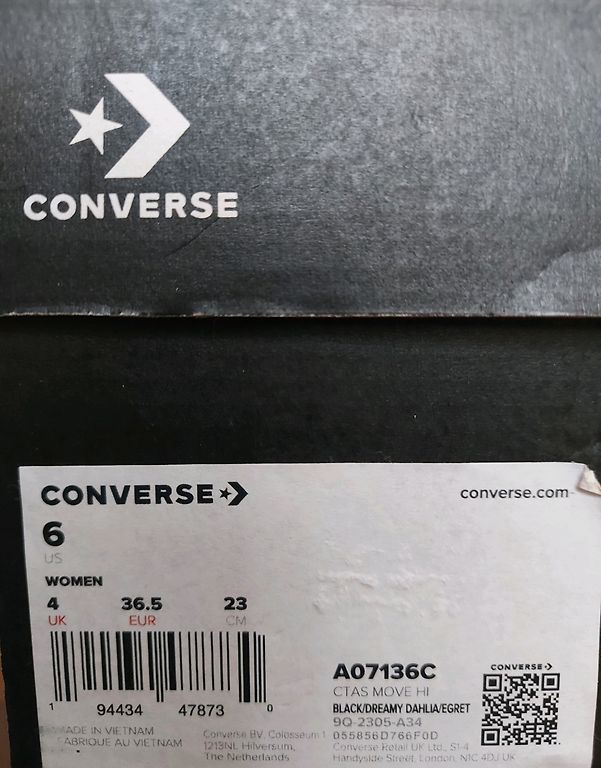 CONVERSE
CONVERSE
converse.com
6
US
WOMEN
4 36.5 23
UK EUR CM
1 94434 47873 0
A07136C
CTAS MOVE HI
BLACK/DREAMY DAHLIA/EGRET
9Q-2305-A34
055856D766F0D
CONVERSE
MADE IN VIETNAM
FABRIQUE AU VIETNAM
Converse BV, Colosseum 1
1213NL Hilversum,
The Netherlands
Converse Retail UK Ltd., S1-4
Handyside Street, London, N1C 4DJ UK